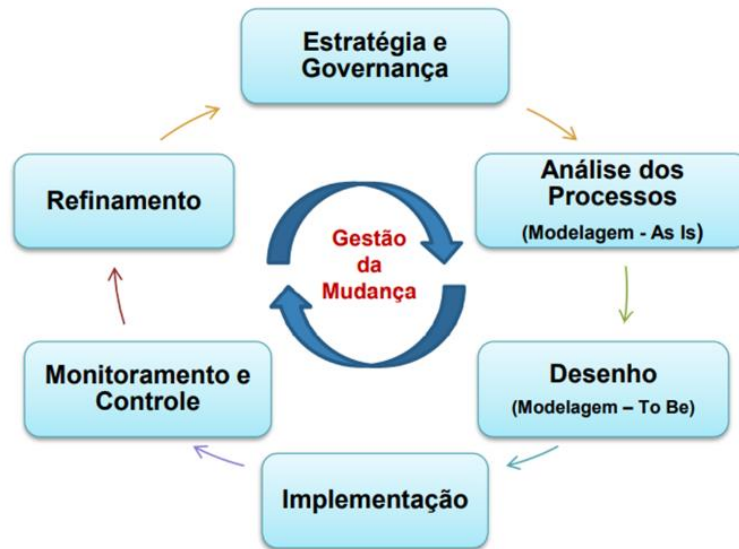 Estratégia e
Governança
Análise dos
Processos
(Modelagem - As Is)
Desenho
(Modelagem – To Be)
Implementação
Monitoramento e
Controle
Refinamento
Gestão
da
Mudança